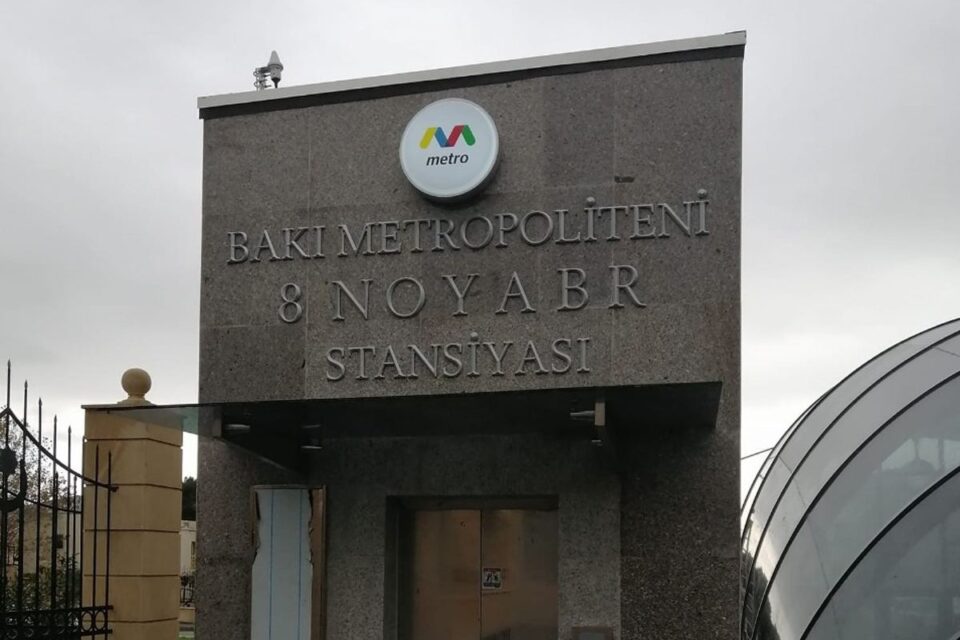 metro
BAKI METROPOLİTENİ
8 NOYABR
STANSİYASI